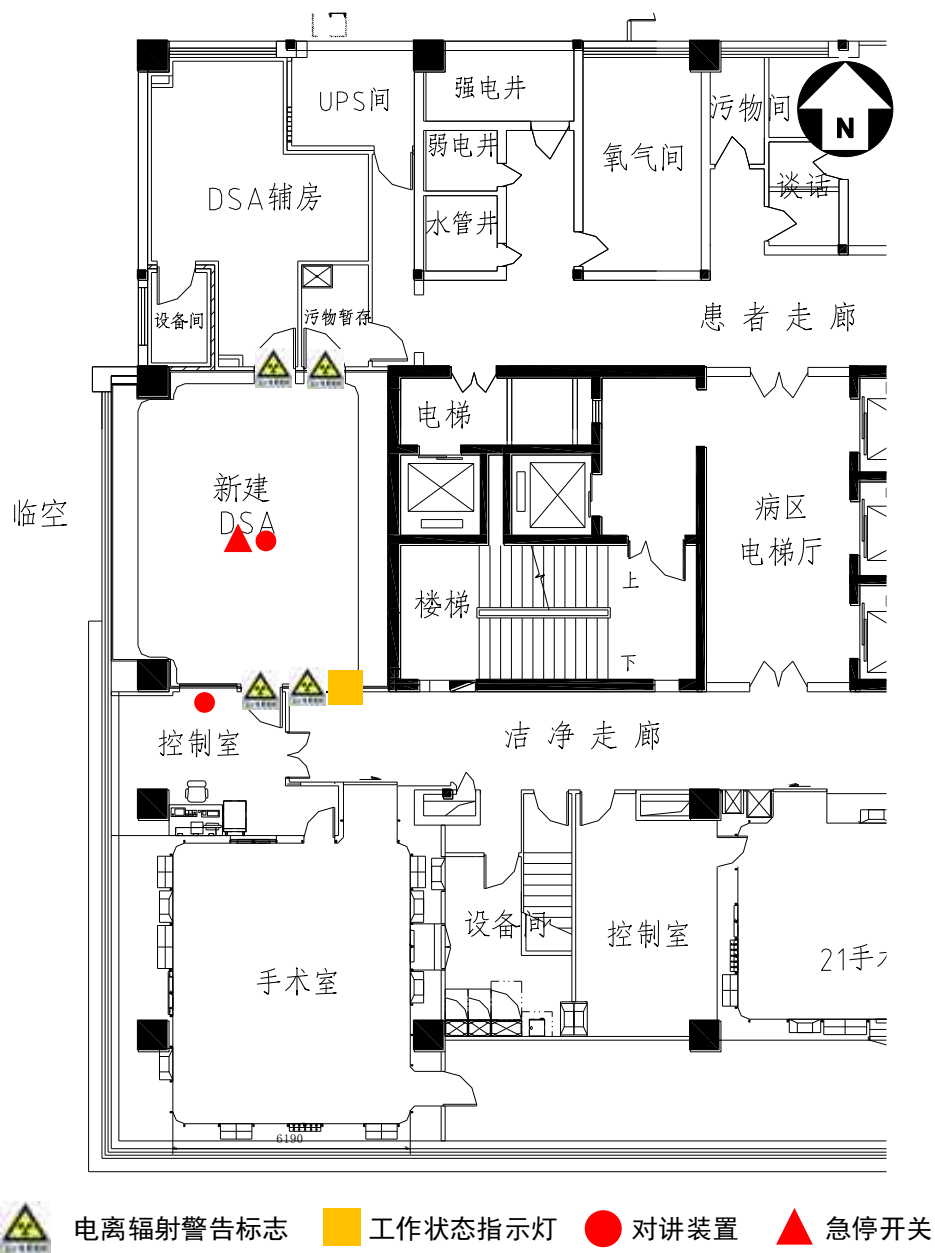 强电井
UPS间
污物间
N
弱电井
氧气间
DSA辅房
谈话
水管井
设备间
污物暂存
患者走廊
电梯
新建
DSA
临空
病区
电梯厅
上
楼梯
下
控制室
洁净走廊
设备间
控制室
21手术
手术室
6190
电离辐射警告标志
工作状态指示灯
对讲装置
急停开关